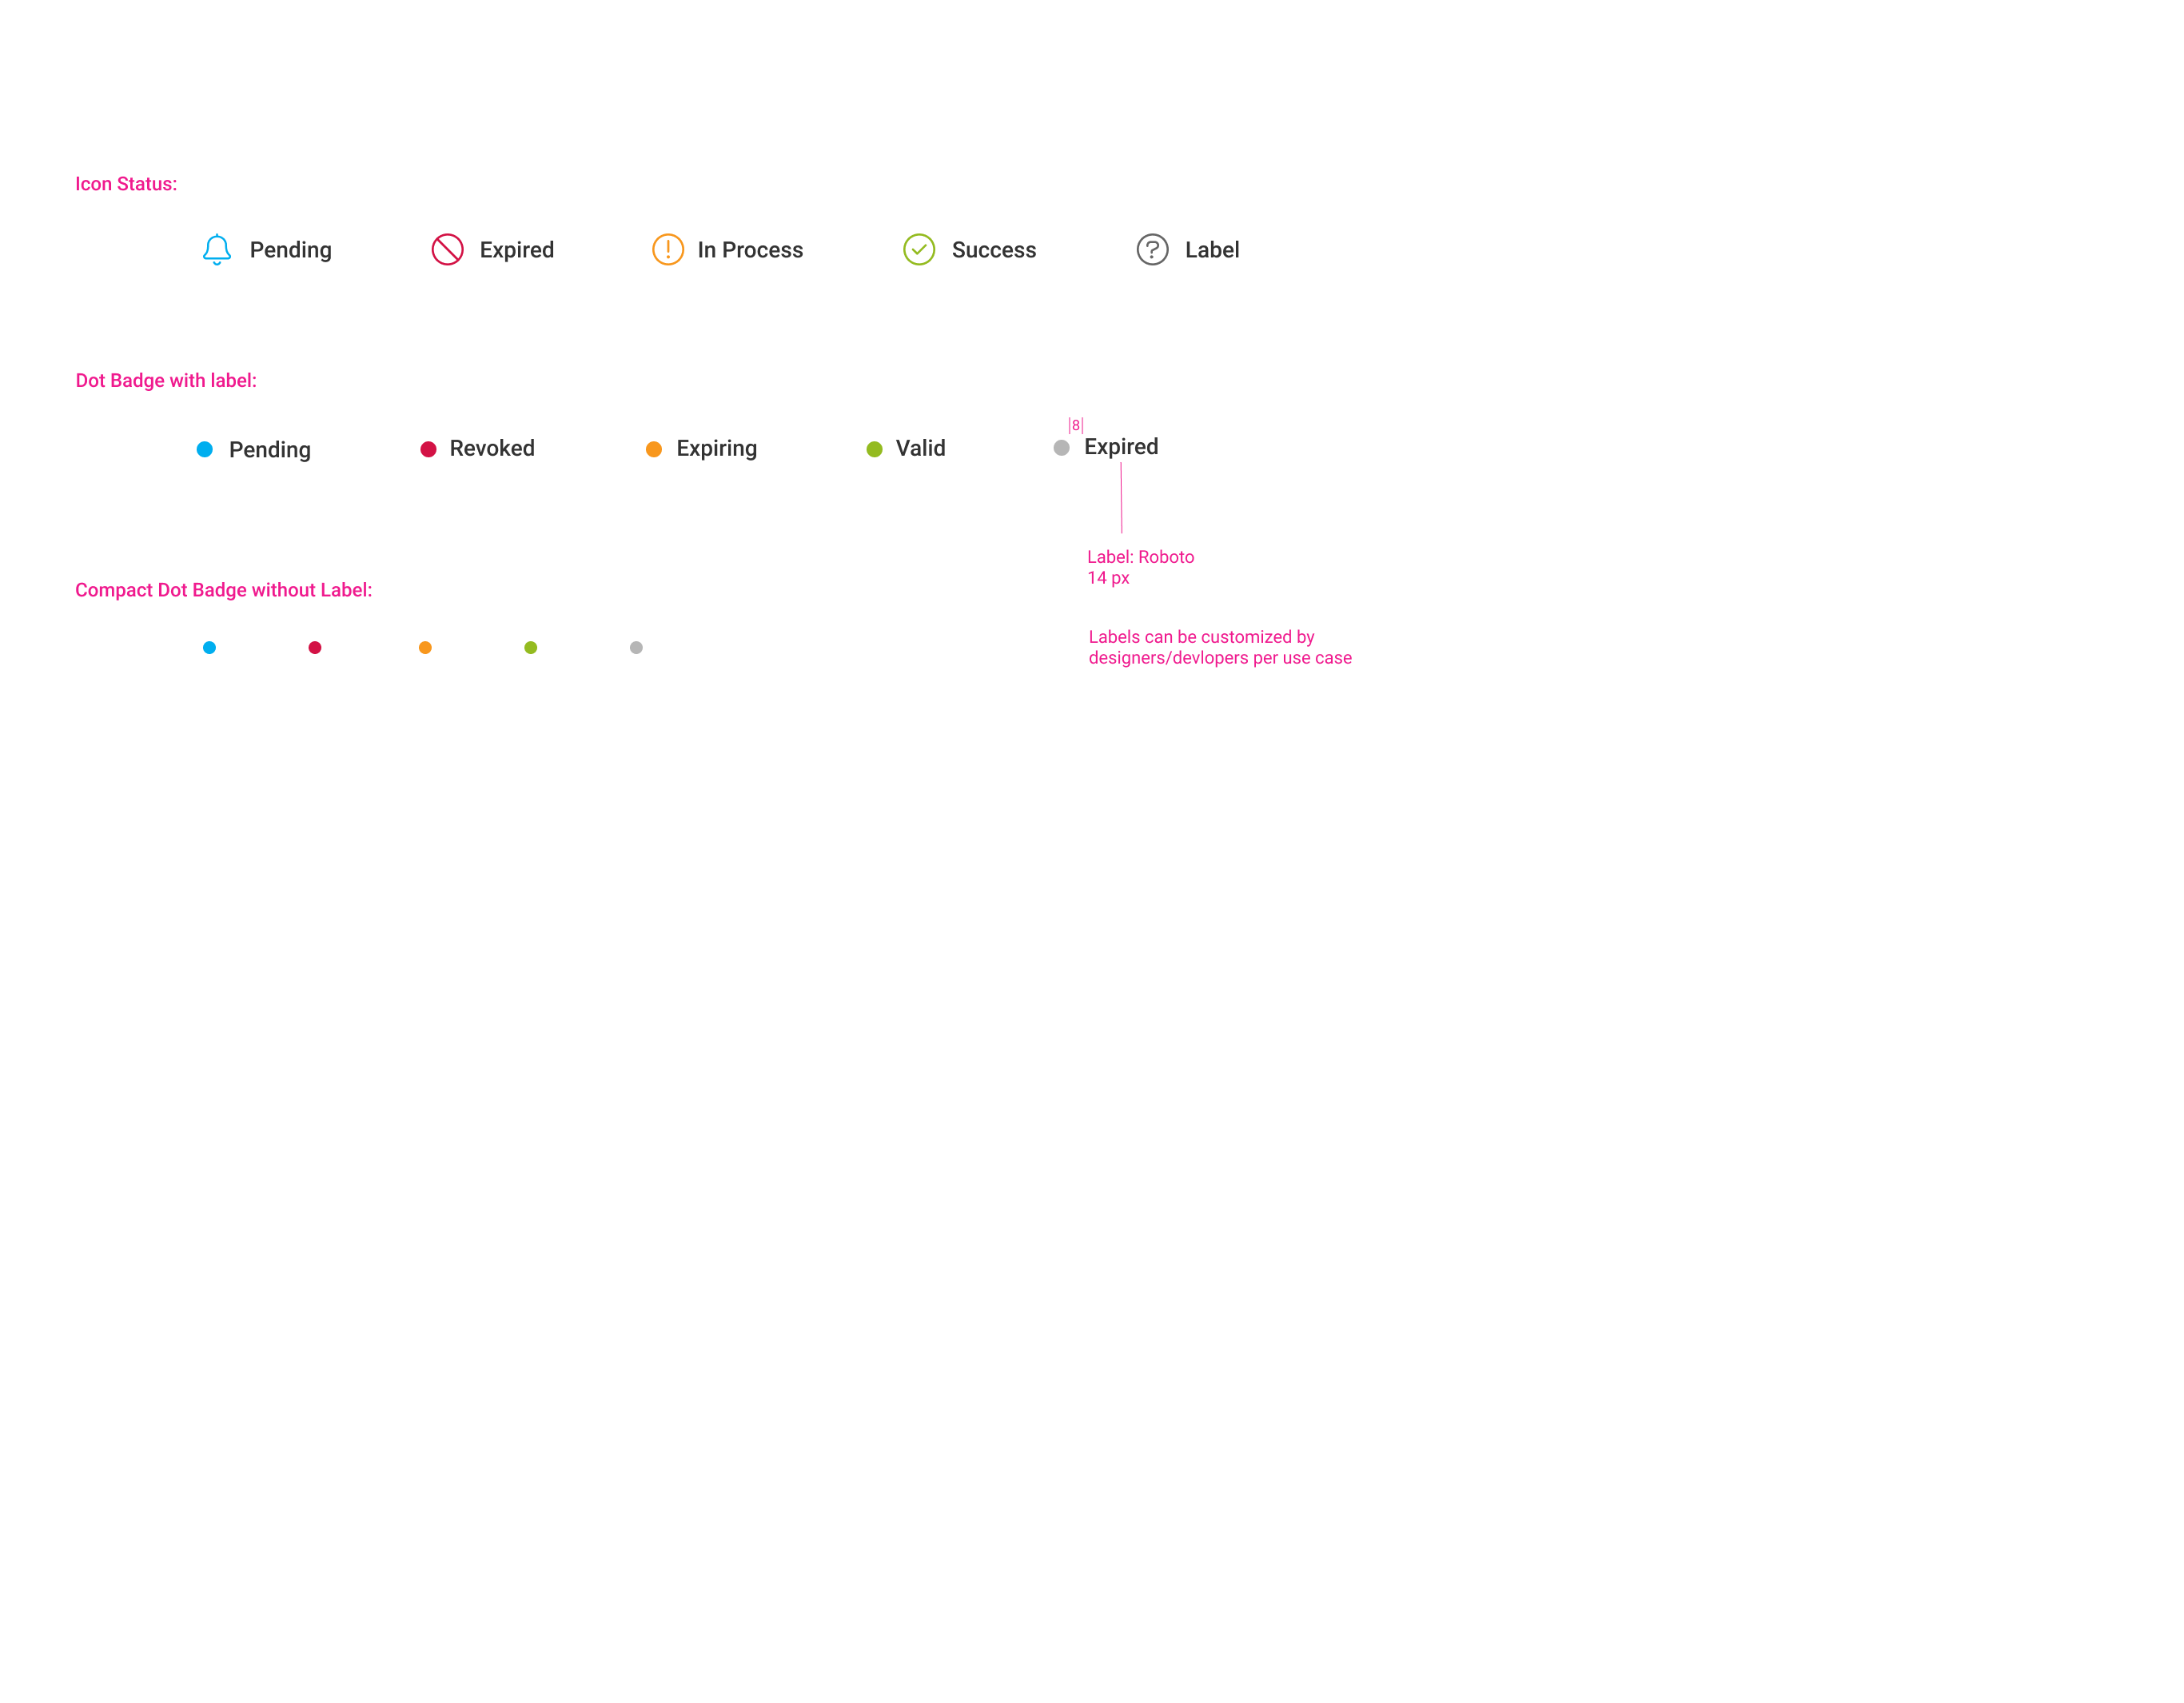 Icon Status:
Pending
Expired
In Process
Success
Label
Dot Badge with label:
8
Pending
Revoked
Expiring
Valid
Expired
Label: Roboto
14 px
Compact Dot Badge without Label:
Labels can be customized by
designers/devlopers per use case